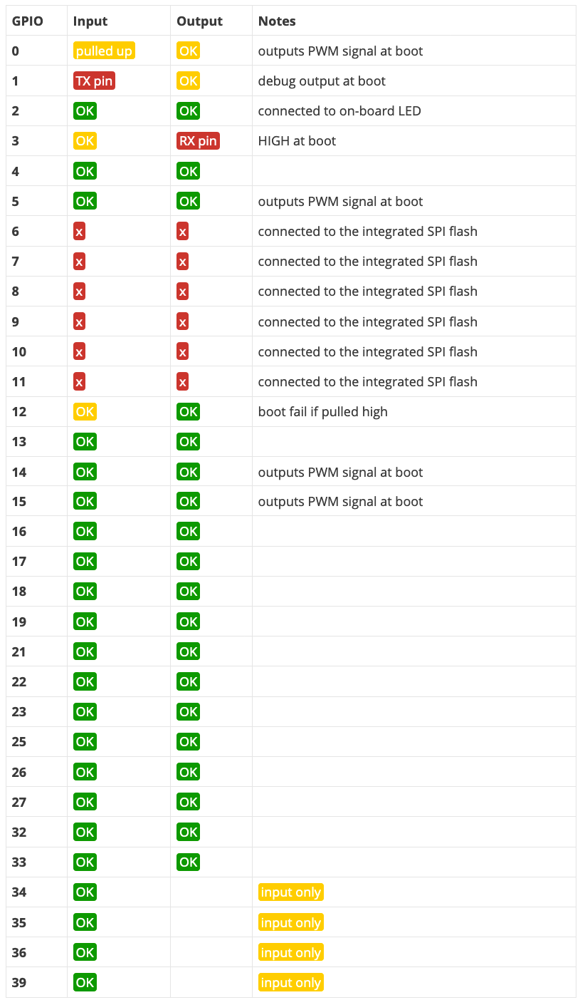 GPIO Input Output Notes
0 pulled up OK outputs PWM signal at boot
1 TX pin OK debug output at boot
2 OK OK connected to on-board LED
3 OK RX pin HIGH at boot
4 OK OK
5 OK OK outputs PWM signal at boot
6 x x connected to the integrated SPI flash
7 x x connected to the integrated SPI flash
8 x x connected to the integrated SPI flash
9 x x connected to the integrated SPI flash
10 x x connected to the integrated SPI flash
11 x x connected to the integrated SPI flash
12 OK OK boot fail if pulled high
13 OK OK
14 OK OK outputs PWM signal at boot
15 OK OK outputs PWM signal at boot
16 OK OK
17 OK OK
18 OK OK
19 OK OK
21 OK OK
22 OK OK
23 OK OK
25 OK OK
26 OK OK
27 OK OK
32 OK OK
33 OK OK
34 OK input only
35 OK input only
36 OK input only
39 OK input only